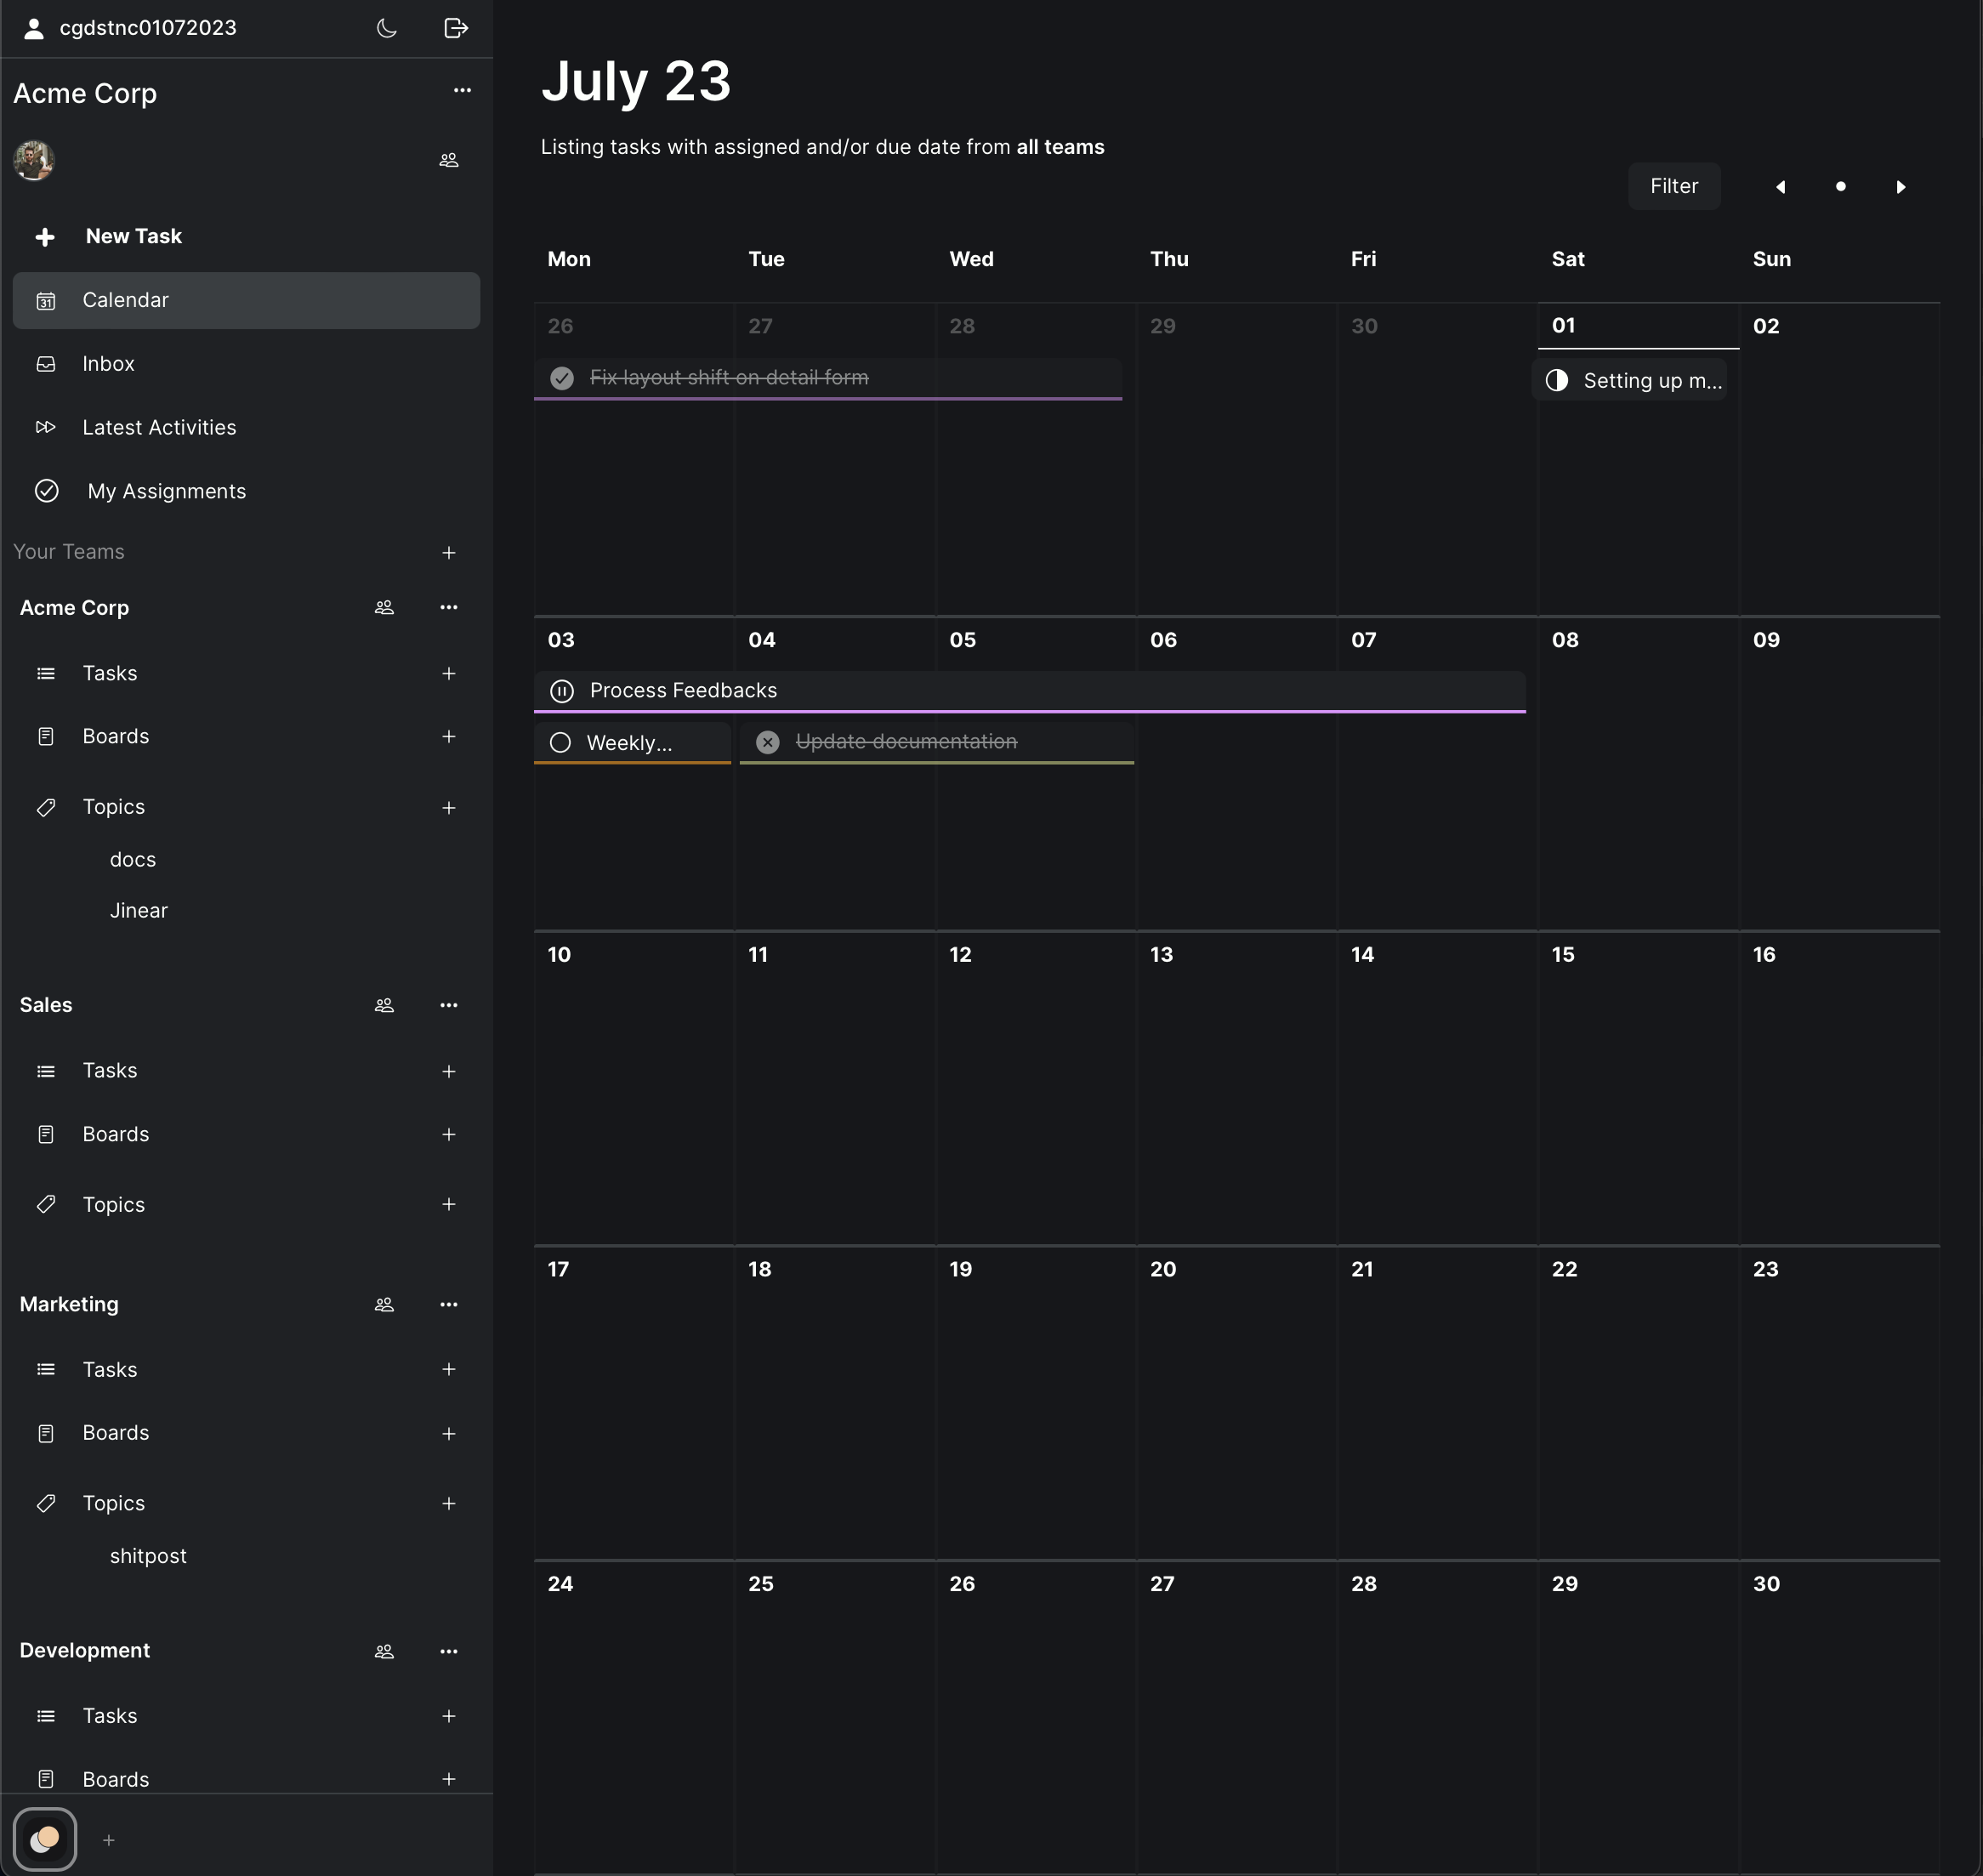 cgdstnc01072023
Acme Corp
New Task
31 Calendar
Inbox
Latest Activities
My Assignments
Your Teams
Acme Corp
Tasks
Boards
Topics
docs
Jinear
Sales
Tasks
Boards
Topics
Marketing
Tasks
Boards
Topics
shitpost
Development
Tasks
Boards
July 23
Listing tasks with assigned and/or due date from all teams
Filter
Mon Tue Wed Thu Fri Sat Sun
26 27 28 29 30 01 02
Fix layout shift on detail form Setting up m...
03 04 05 06 07 08 09
Process Feedbacks
Weekly... Update documentation
10 11 12 13 14 15 16
17 18 19 20 21 22 23
24 25 26 27 28 29 30